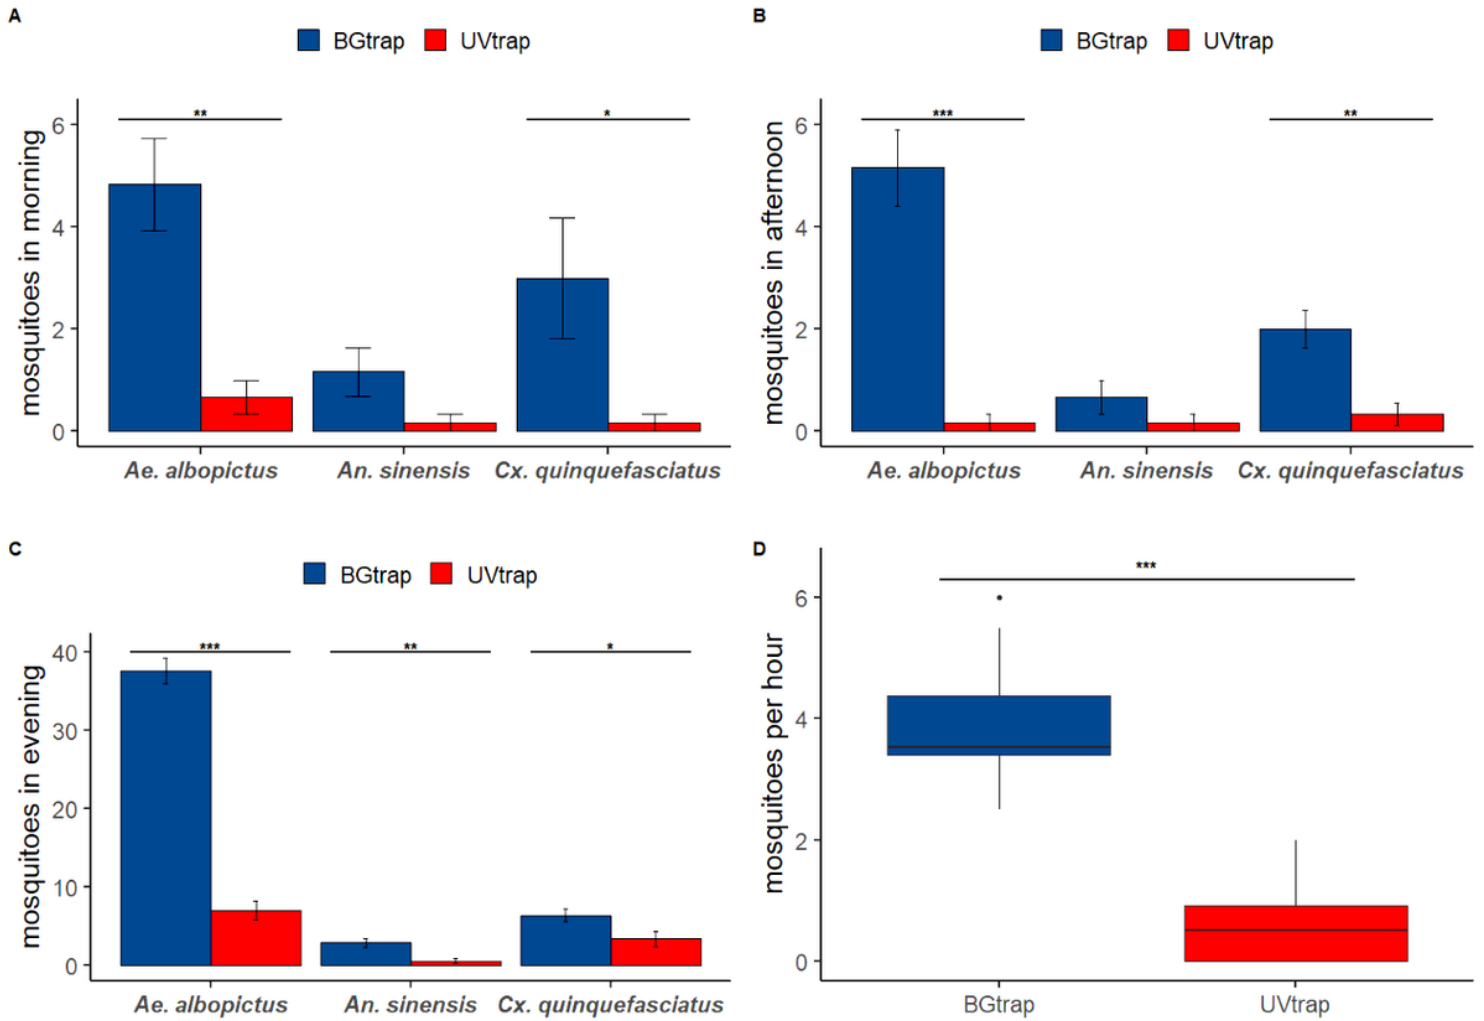 A
BGtrap UVtrap
mosquitoes in morning
6
4
2
0
** *
Ae. albopictus An. sinensis Cx. quinquefasciatus
B
BGtrap UVtrap
mosquitoes in afternoon
6
4
2
0
*** **
Ae. albopictus An. sinensis Cx. quinquefasciatus
C
BGtrap UVtrap
mosquitoes in evening
40
30
20
10
0
*** ** *
Ae. albopictus An. sinensis Cx. quinquefasciatus
D
mosquitoes per hour
6
4
2
0
***
BGtrap UVtrap